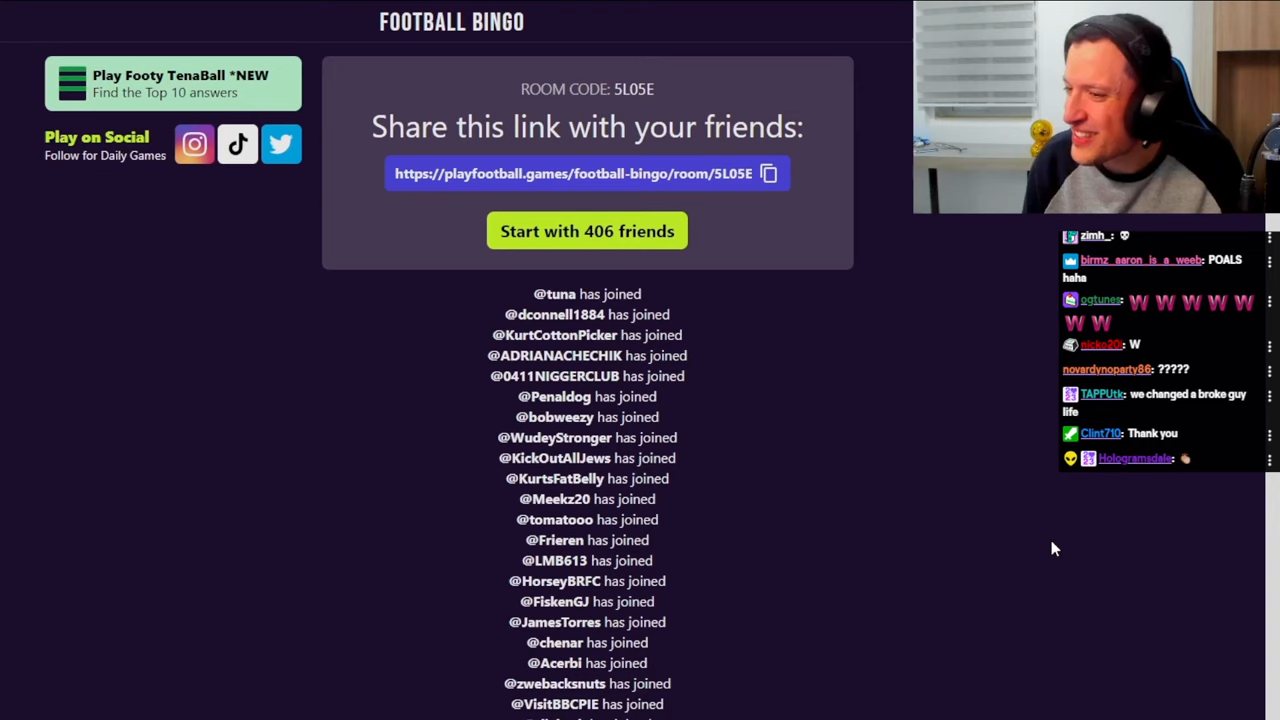 FOOTBALL BINGO
Play Footy TenaBall *NEW
Find the Top 10 answers
Play on Social
Follow for Daily Games
ROOM CODE: 5L05E
Share this link with your friends:
https://playfootball.games/football-bingo/room/5L05E
Start with 406 friends
@tuna has joined
@dconnell1884 has joined
@KurtCottonPicker has joined
@ADRIANACHECHIK has joined
@0411NIGGERCLUB has joined
@Penaldog has joined
@bobweezy has joined
@WudeyStronger has joined
@KickOutAllJews has joined
@KurtsFatBelly has joined
@Meekz20 has joined
@tomatooo has joined
@Frieren has joined
@LMB613 has joined
@HorseyBRFC has joined
@FiskenGJ has joined
@JamesTorres has joined
@chenar has joined
@Acerbi has joined
@zwebacksnuts has joined
@VisitBBCPIE has joined
zimh_:
birmz_aaron_is_a_weeb: POALS
haha
ogtunes: W W W W W
W W
nicko20l: W
novardynoparty86: ?????
TAPPUtk: we changed a broke guy
life
Clint710: Thank you
Hologramsdale: